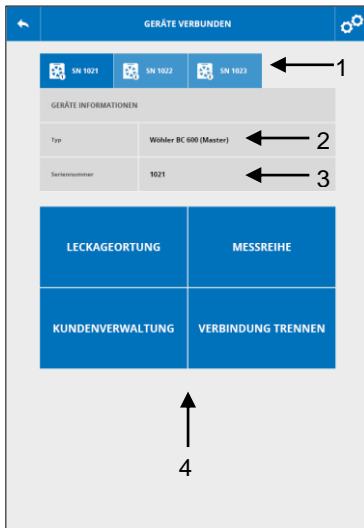 GERÄTE VERBUNDEN
SN 1021 SN 1022 SN 1023 1
GERÄTE INFORMATIONEN
Typ Wöhler BC 600 (Master) 2
Seriennummer 1021 3
LECKAGEORTUNG MESSREIHE
KUNDENVERWALTUNG VERBINDUNG TRENNEN
4